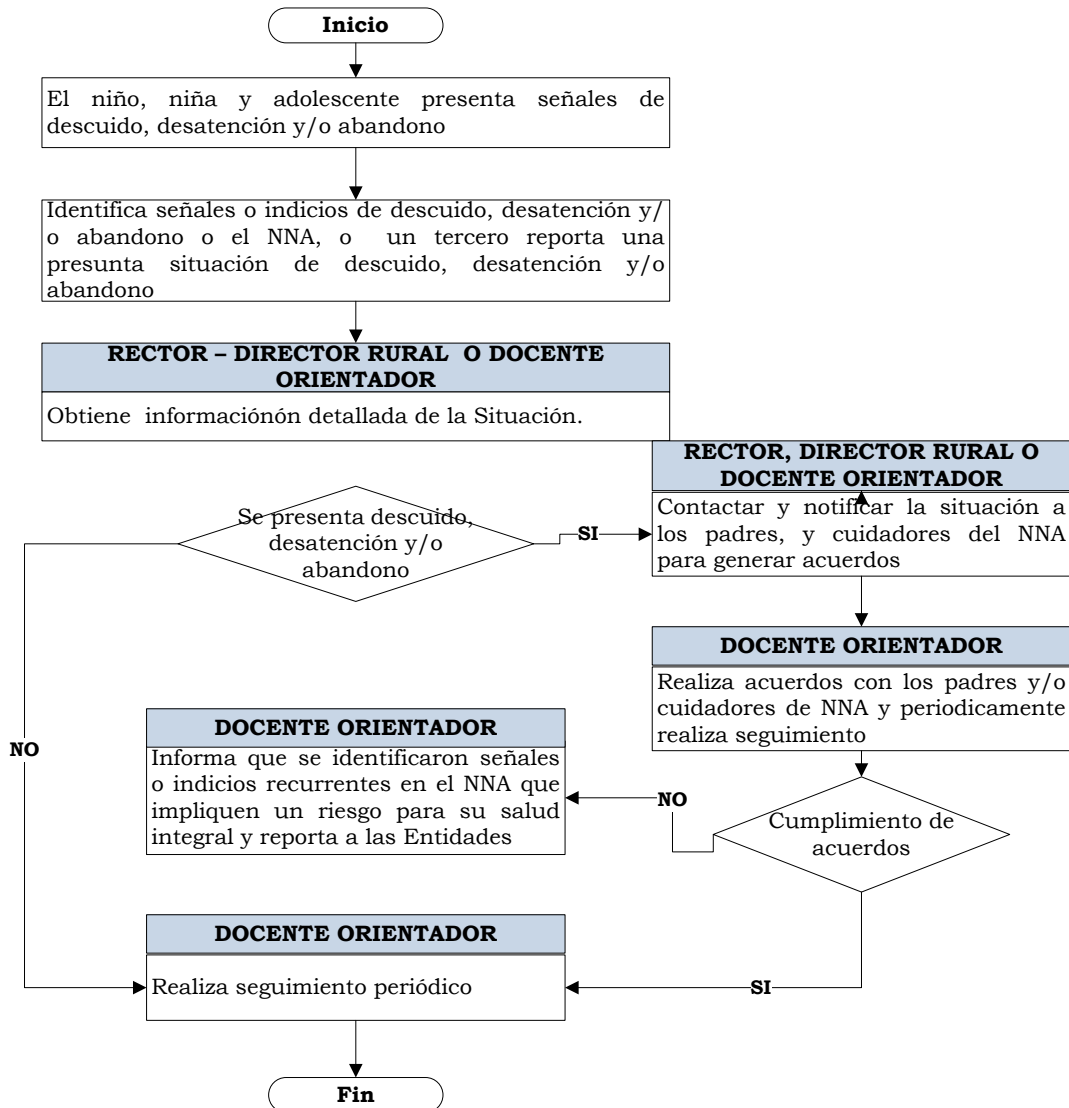 Inicio
El niño, niña y adolescente presenta señales de
descuido, desatención y/o abandono
Identifica señales o indicios de descuido, desatención y/
o abandono o el NNA, o un tercero reporta una
presunta situación de descuido, desatención y/o
abandono
RECTOR – DIRECTOR RURAL O DOCENTE
ORIENTADOR
Obtiene informaciónón detallada de la Situación.
RECTOR, DIRECTOR RURAL O
DOCENTE ORIENTADOR
Contactar y notificar la situación a
los padres, y cuidadores del NNA
para generar acuerdos
Se presenta descuido,
desatención y/o
abandono
SI
DOCENTE ORIENTADOR
Realiza acuerdos con los padres y/o
cuidadores de NNA y periodicamente
realiza seguimiento
NO
DOCENTE ORIENTADOR
Informa que se identificaron señales
o indicios recurrentes en el NNA que
impliquen un riesgo para su salud
integral y reporta a las Entidades
NO
Cumplimiento de
acuerdos
DOCENTE ORIENTADOR
Realiza seguimiento periódico
SI
Fin